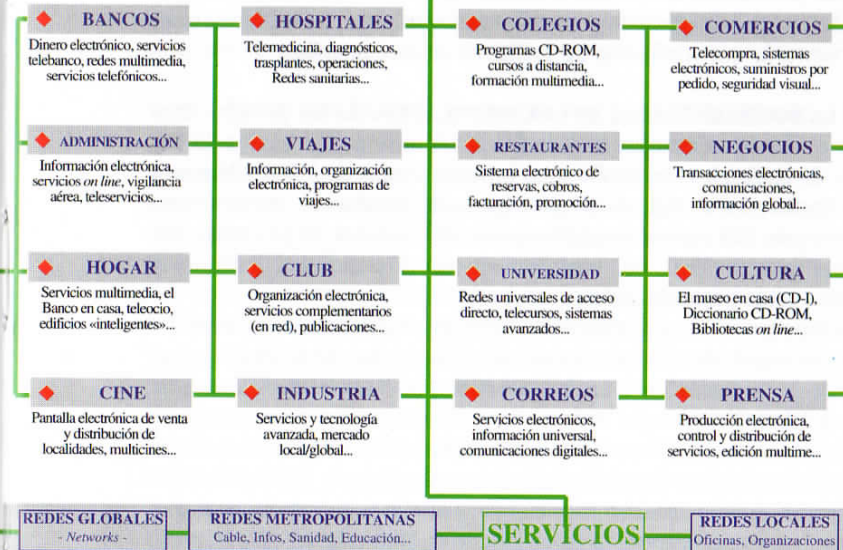 BANCOS
Dinero electrónico, servicios
telebanco, redes multimedia,
servicios telefónicos...
HOSPITALES
Telemedicina, diagnósticos,
trasplantes, operaciones,
Redes sanitarias...
COLEGIOS
Programas CD-ROM,
cursos a distancia,
formación multimedia...
COMERCIOS
Telecompra, sistemas
electrónicos, suministros por
pedido, seguridad visual...
ADMINISTRACIÓN
Información electrónica,
servicios on line, vigilancia
aérea, teleservicios...
VIAJES
Información, organización
electrónica, programas de
viajes...
RESTAURANTES
Sistema electrónico de
reservas, cobros,
facturación, promoción...
NEGOCIOS
Transacciones electrónicas,
comunicaciones,
información global...
HOGAR
Servicios multimedia, el
Banco en casa, teleocio,
edificios «inteligentes»...
CLUB
Organización electrónica,
servicios complementarios
(en red), publicaciones...
UNIVERSIDAD
Redes universales de acceso
directo, telecursos, sistemas
avanzados...
CULTURA
El museo en casa (CD-I),
Diccionario CD-ROM,
Bibliotecas on line...
CINE
Pantalla electrónica de venta
y distribución de
localidades, multicines...
INDUSTRIA
Servicios y tecnología
avanzada, mercado
local/global...
CORREOS
Servicios electrónicos,
información universal,
comunicaciones digitales...
PRENSA
Producción electrónica,
control y distribución de
servicios, edición multime...
REDES GLOBALES
- Networks -
REDES METROPOLITANAS
Cable, Infos, Sanidad, Educación...
SERVICIOS
REDES LOCALES
Oficinas, Organizaciones